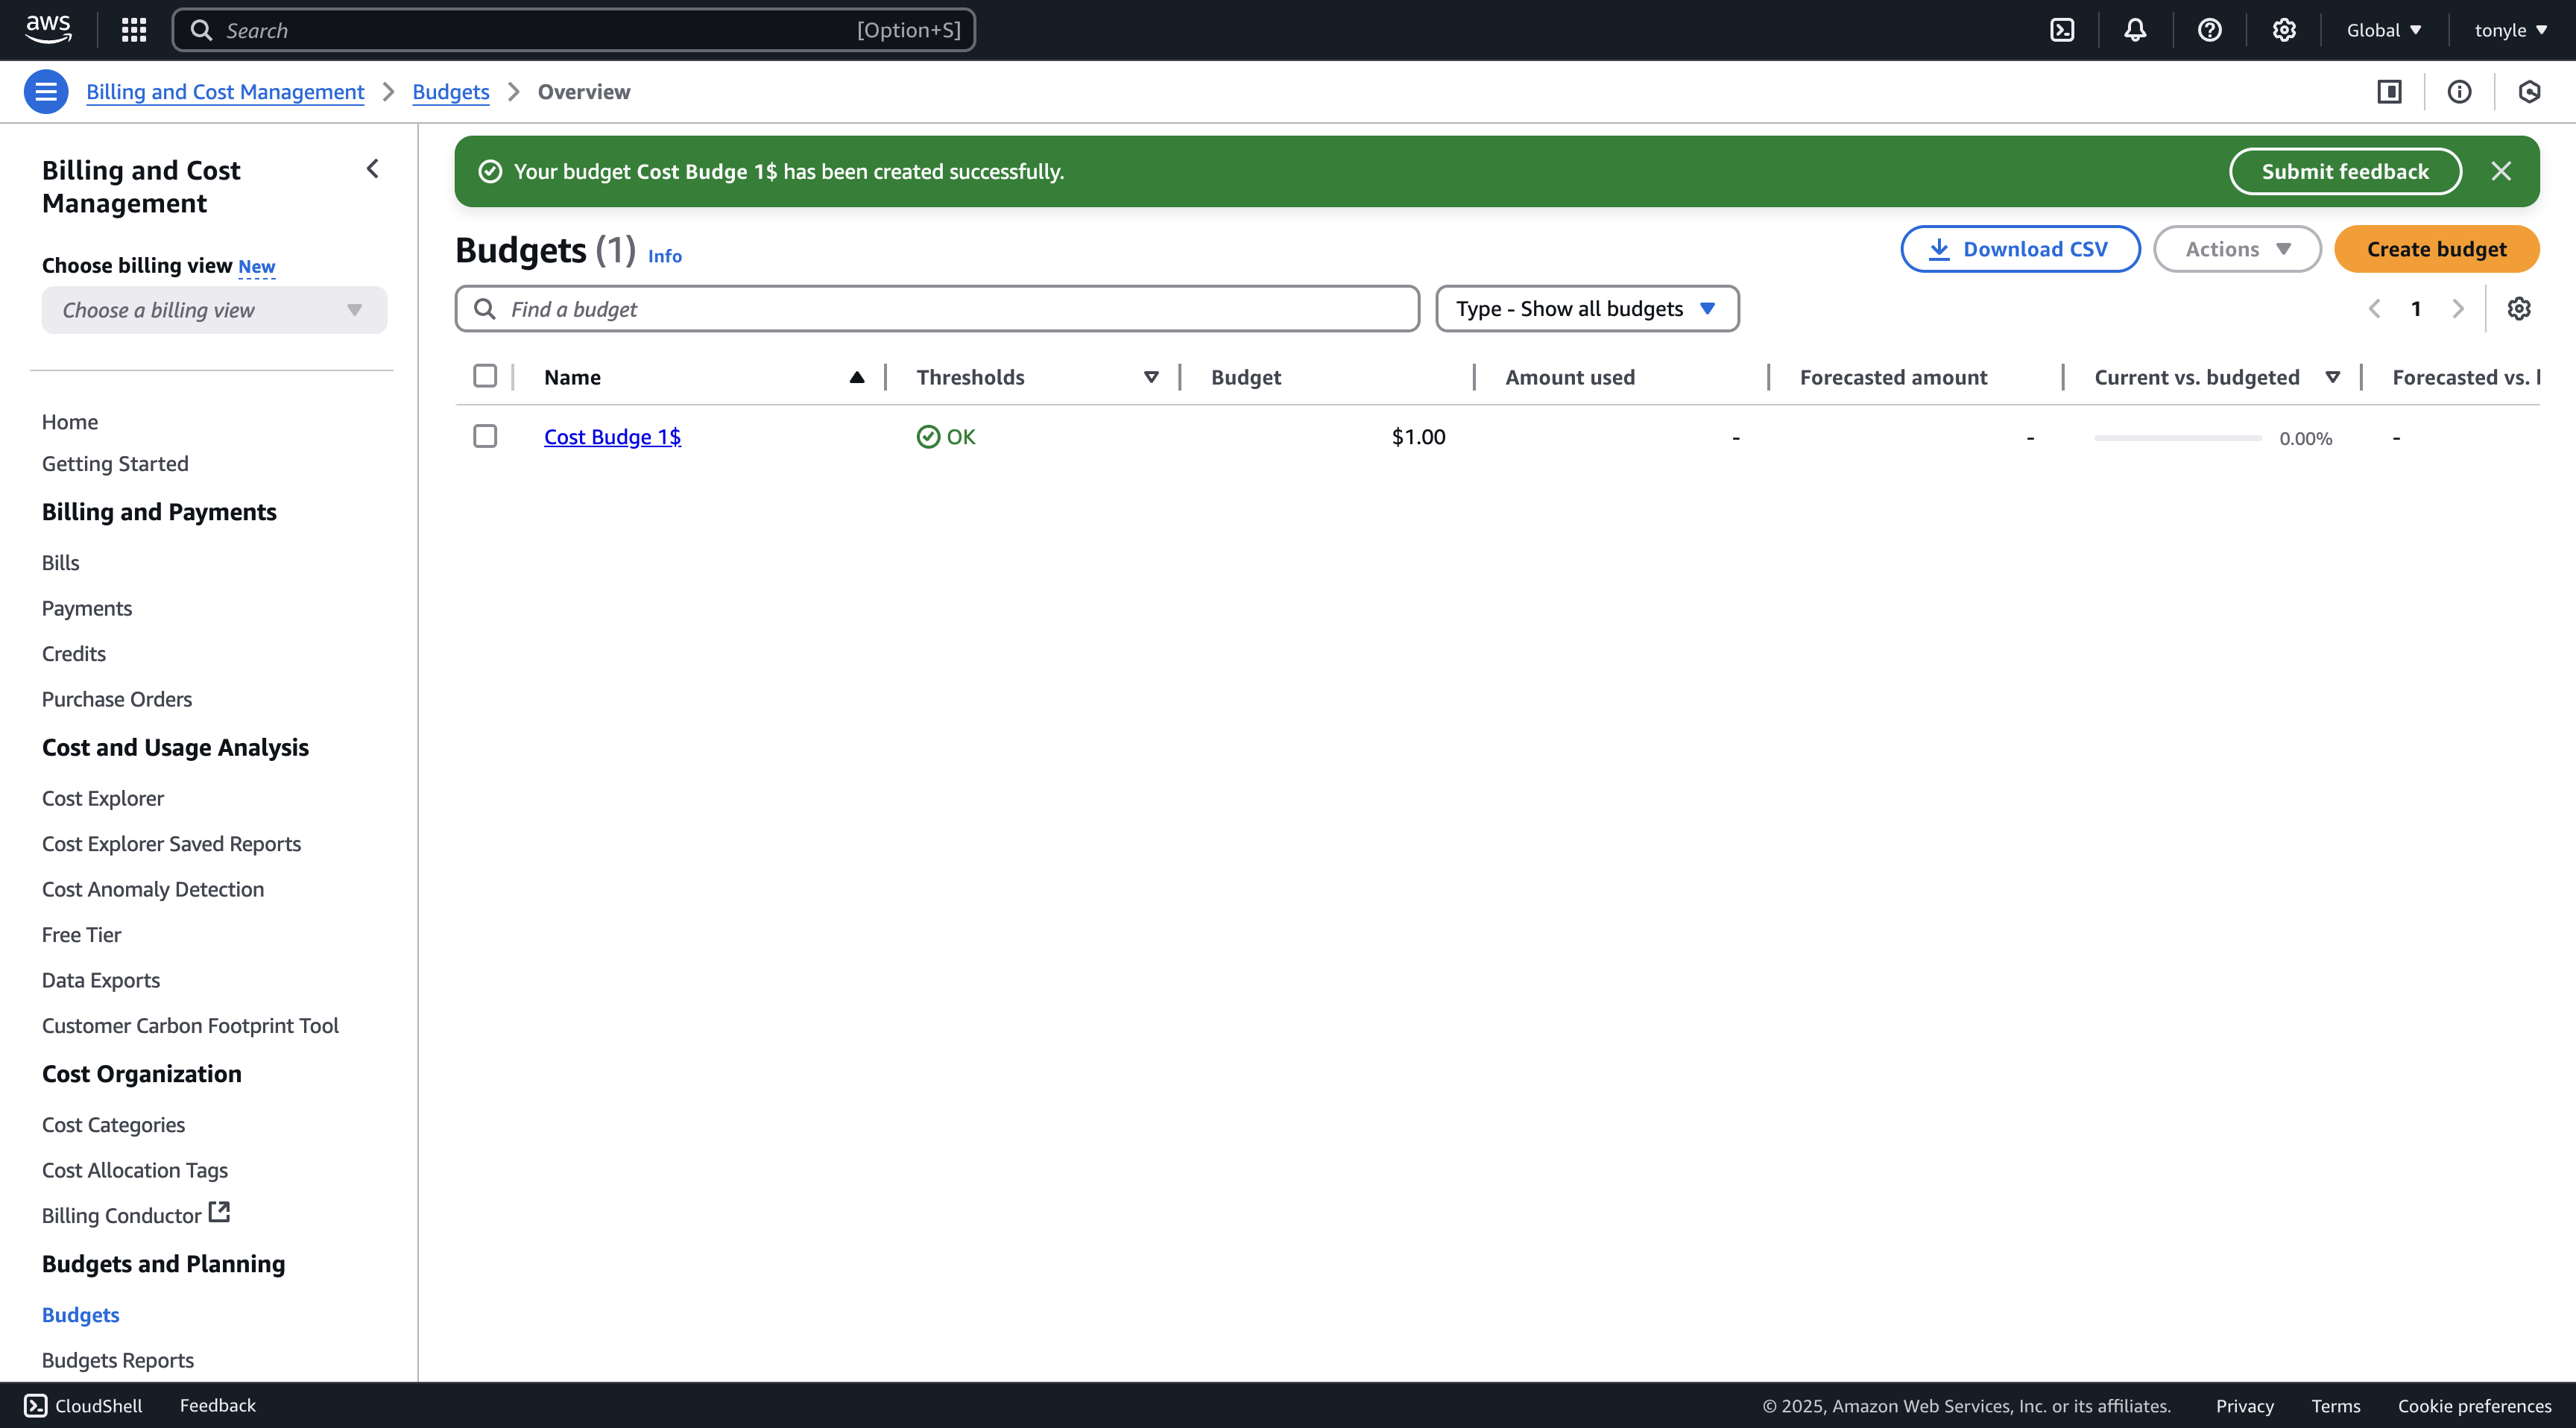 aws
Search [Option+S]
Global
tonyle
Billing and Cost Management
Budgets
Overview
Billing and Cost
Management
Choose billing view New
Choose a billing view
Home
Getting Started
Billing and Payments
Bills
Payments
Credits
Purchase Orders
Cost and Usage Analysis
Cost Explorer
Cost Explorer Saved Reports
Cost Anomaly Detection
Free Tier
Data Exports
Customer Carbon Footprint Tool
Cost Organization
Cost Categories
Cost Allocation Tags
Billing Conductor
Budgets and Planning
Budgets
Budgets Reports
Your budget Cost Budge 1$ has been created successfully.
Submit feedback
Budgets (1) Info
Download CSV
Actions
Create budget
Find a budget
Type - Show all budgets
1
Name Thresholds Budget Amount used Forecasted amount Current vs. budgeted Forecasted vs.
Cost Budge 1$ OK $1.00 - - 0.00% -
CloudShell Feedback
© 2025, Amazon Web Services, Inc. or its affiliates. Privacy Terms Cookie preferences